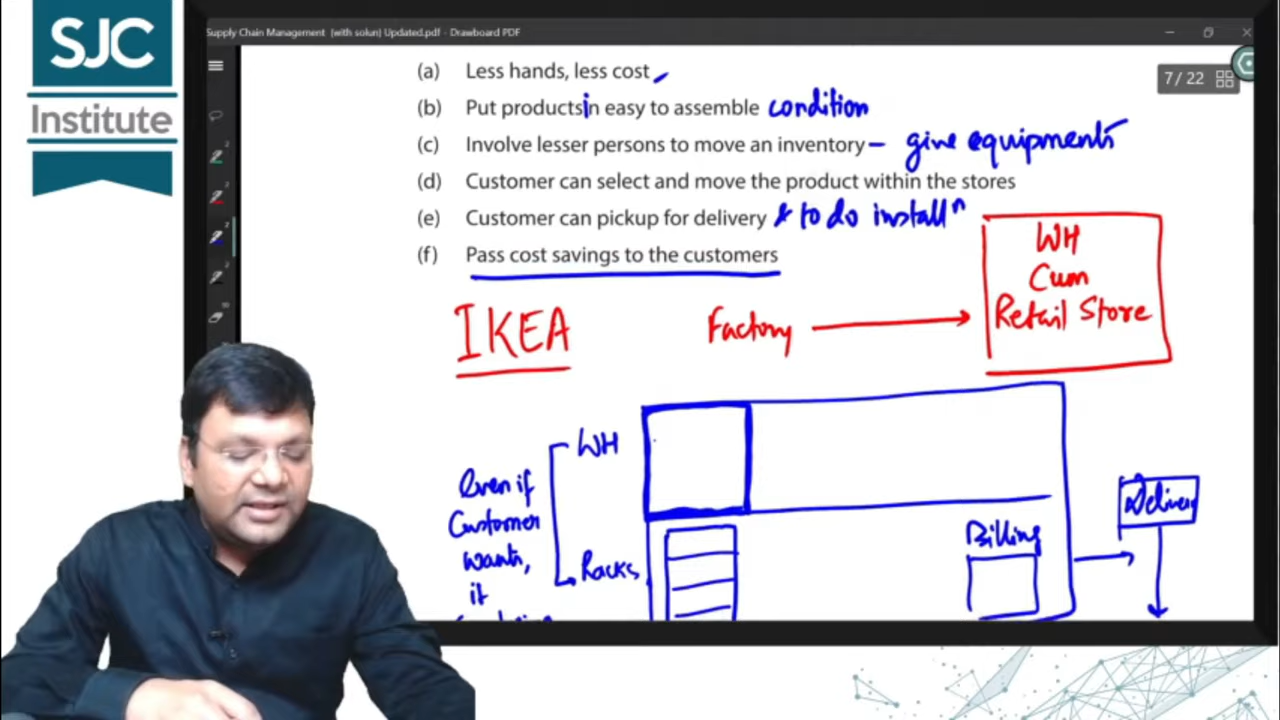 SJC
Institute
Supply Chain Management (with solun) Updated.pdf - Drawboard PDF
7 / 22
(a) Less hands, less cost
(b) Put products in easy to assemble condition
(c) Involve lesser persons to move an inventory - give equipments
(d) Customer can select and move the product within the stores
(e) Customer can pickup for delivery & to do installⁿ
(f) Pass cost savings to the customers
IKEA
Factory
WH
Cum
Retail Store
WH
Even if
Customer
wants,
it
Racks
Billing
Delivery